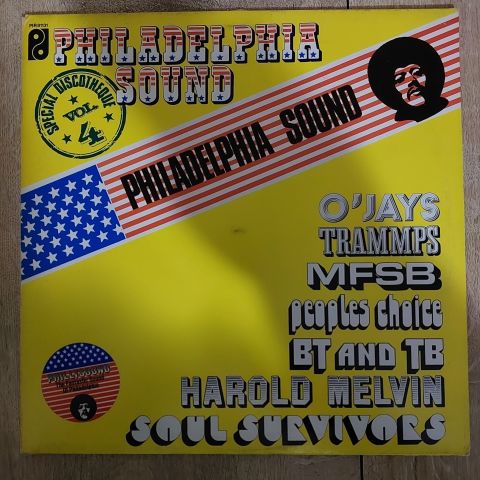 PHILADELPHIA
SOUND
SPECIAL DISCOTHEQUE
VOL.
4
PHILADELPHIA SOUND
O'JAYS
TRAMMPS
MFSB
peoples choice
BT AND TB
HAROLD MELVIN
SOUL SURVIVORS